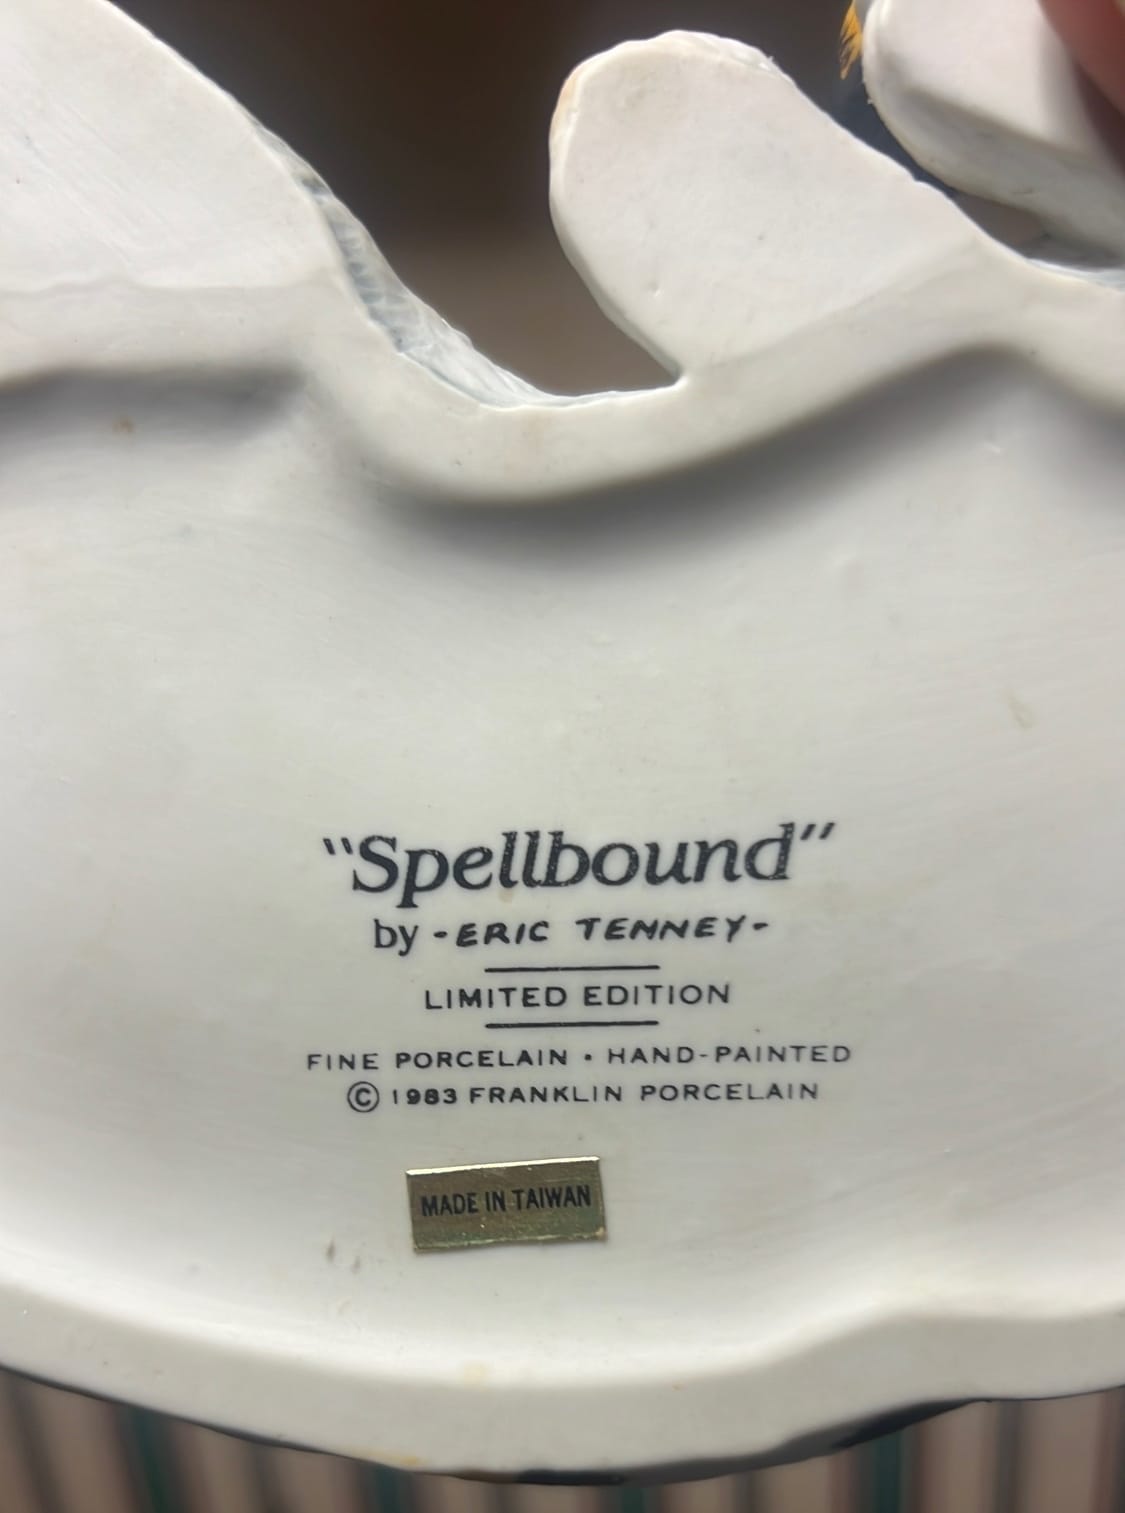 "Spellbound"
by -ERIC TENNEY-
LIMITED EDITION
FINE PORCELAIN • HAND-PAINTED
© 1983 FRANKLIN PORCELAIN
MADE IN TAIWAN